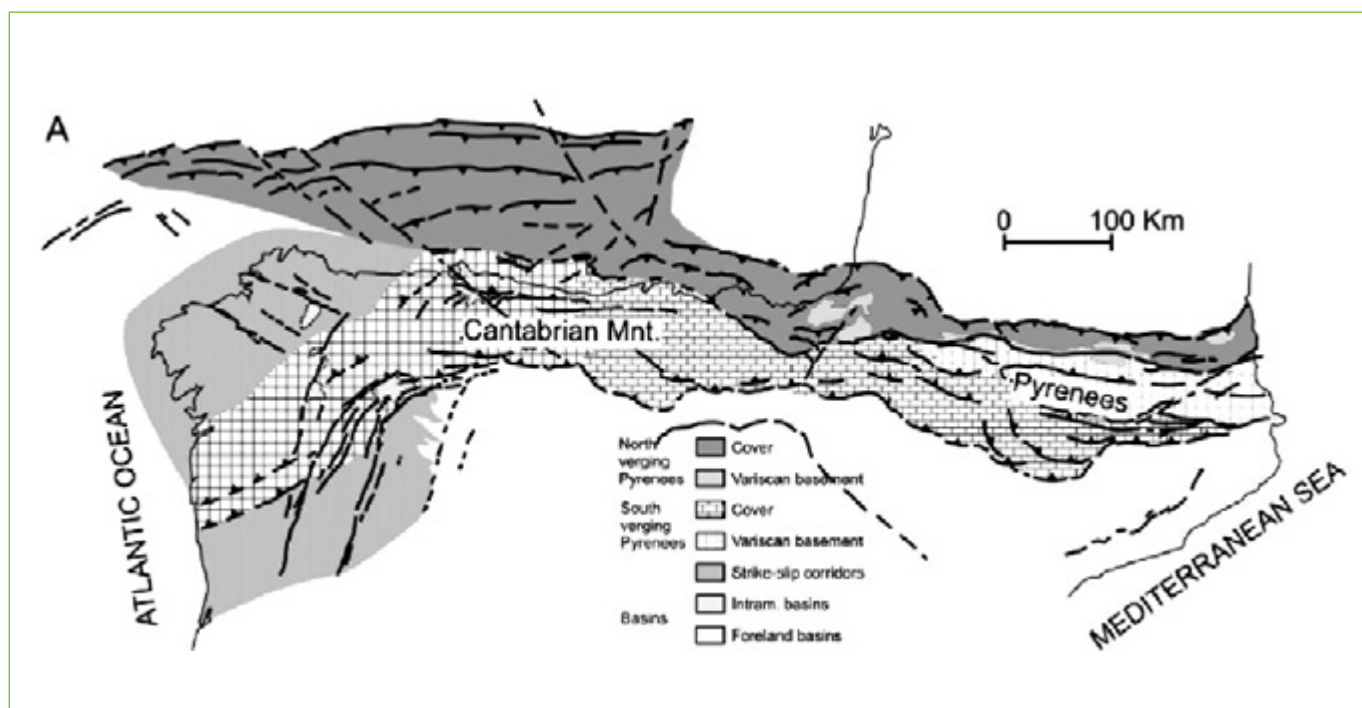 A
0 100 Km
Cantabrian Mnt.
Pyrenees
ATLANTIC OCEAN
MEDITERRANEAN SEA
North verging Pyrenees
Cover
Variscan basement
South verging Pyrenees
Cover
Variscan basement
Strike-slip corridors
Basins
Intram. basins
Foreland basins